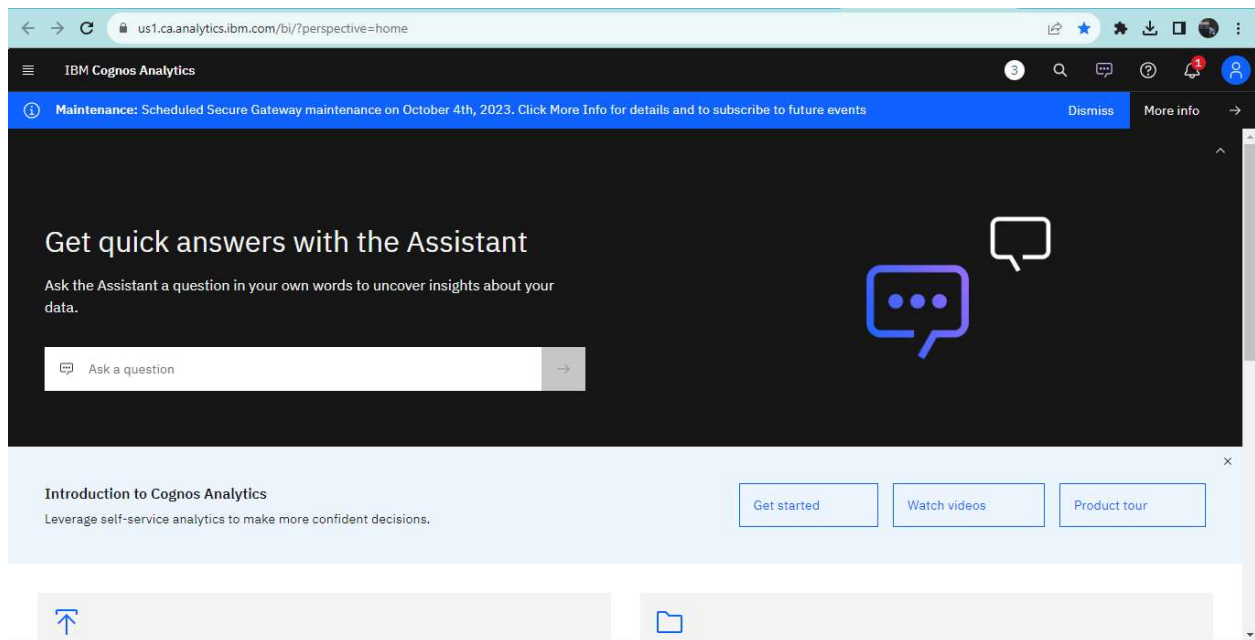 us1.ca.analytics.ibm.com/bi/?perspective=home
IBM Cognos Analytics
3
1
Maintenance: Scheduled Secure Gateway maintenance on October 4th, 2023. Click More Info for details and to subscribe to future events
Dismiss
More info
Get quick answers with the Assistant
Ask the Assistant a question in your own words to uncover insights about your
data.
Ask a question
Introduction to Cognos Analytics
Leverage self-service analytics to make more confident decisions.
Get started
Watch videos
Product tour